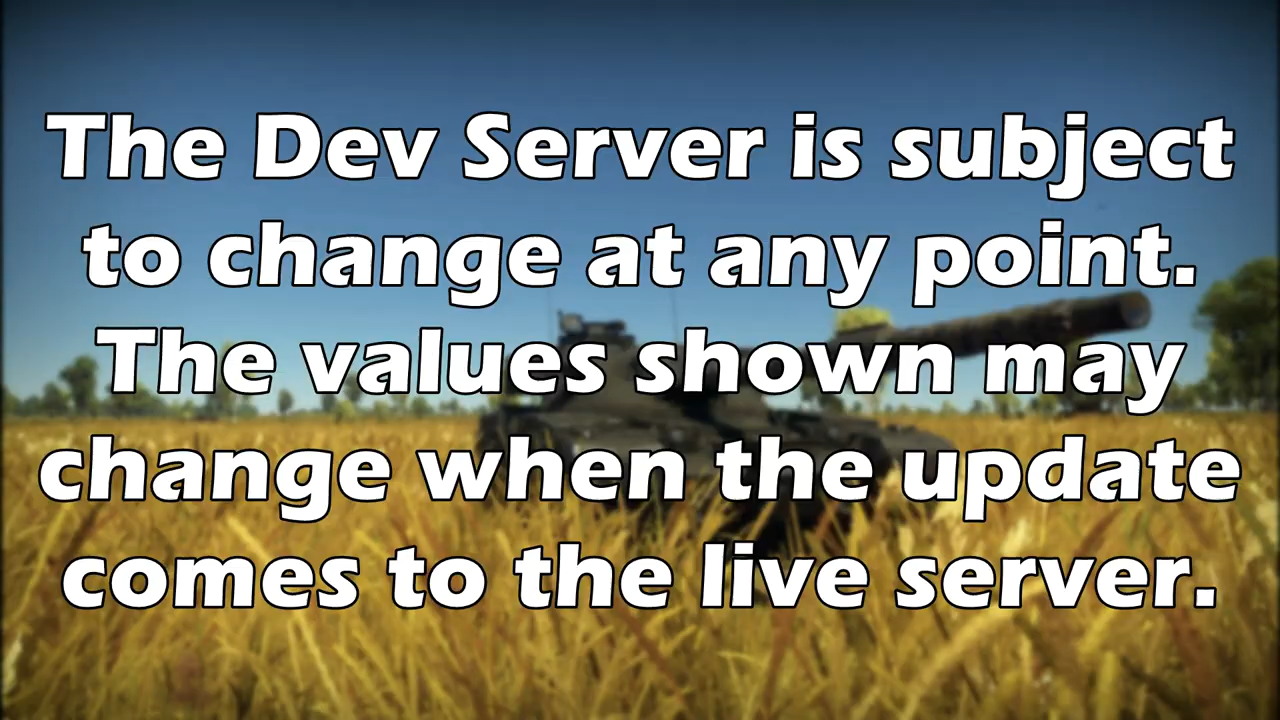 The Dev Server is subject
to change at any point.
The values shown may
change when the update
comes to the live server.